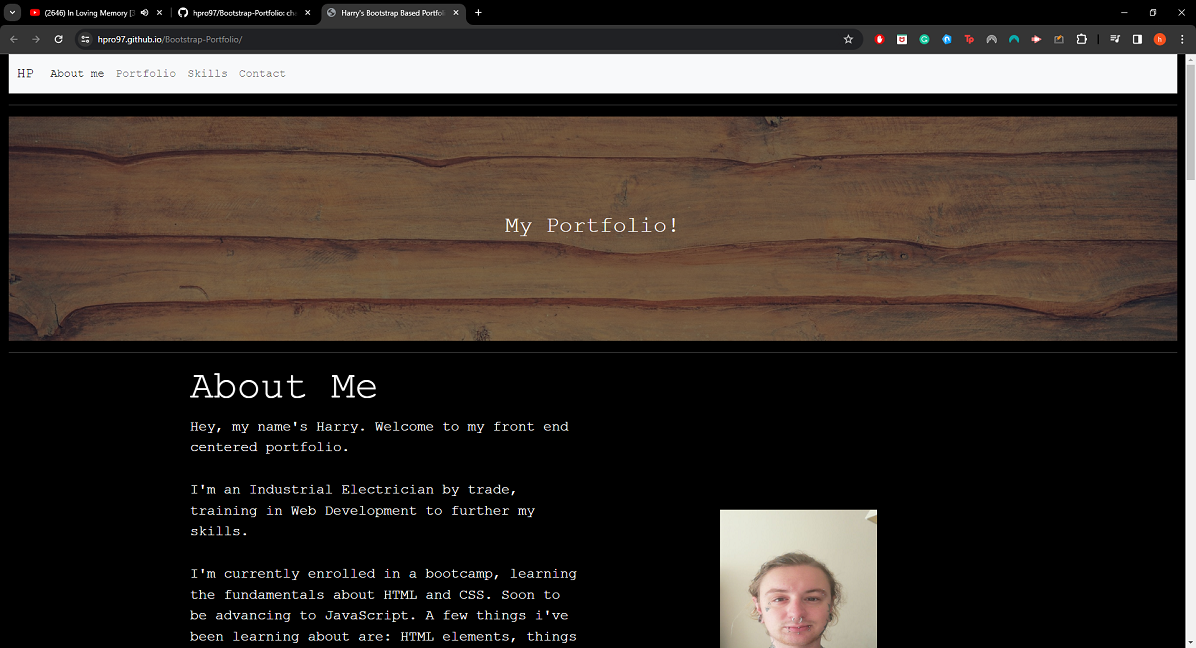 (2646) In Loving Memory [3
hpro97/Bootstrap-Portfolio: cha
Harry's Bootstrap Based Portfol
hpro97.github.io/Bootstrap-Portfolio/
Tp
h
HP About me Portfolio Skills Contact
My Portfolio!
About Me
Hey, my name's Harry. Welcome to my front end
centered portfolio.
I'm an Industrial Electrician by trade,
training in Web Development to further my
skills.
I'm currently enrolled in a bootcamp, learning
the fundamentals about HTML and CSS. Soon to
be advancing to JavaScript. A few things i've
been learning about are: HTML elements, things